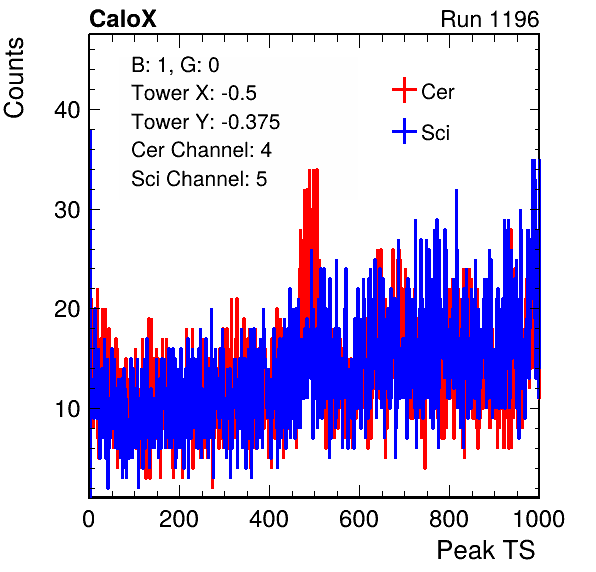 CaloX Run 1196
Counts
B: 1, G: 0
Tower X: -0.5
Tower Y: -0.375
Cer Channel: 4
Sci Channel: 5
Cer
Sci
40
30
20
10
0 200 400 600 800 1000
Peak TS